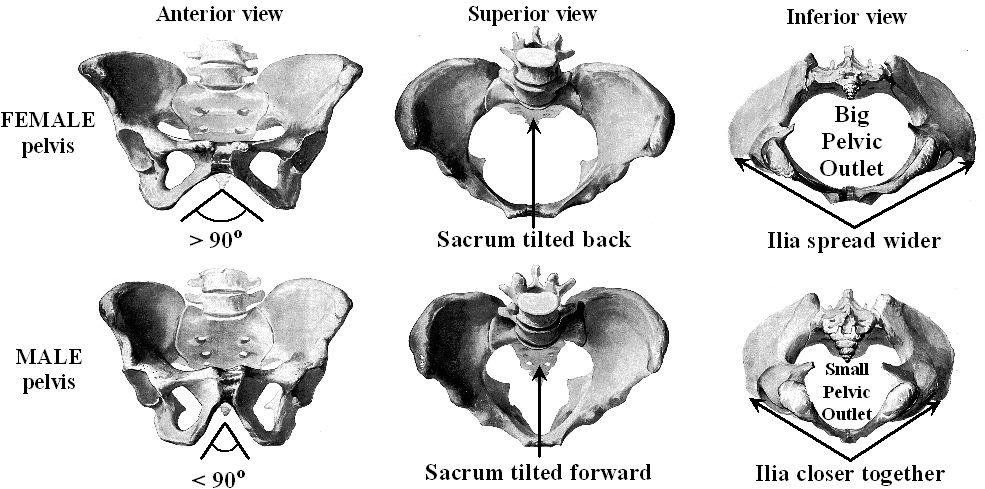 Anterior view
Superior view
Inferior view
FEMALE
pelvis
Big
Pelvic
Outlet
> 90°
Sacrum tilted back
Ilia spread wider
MALE
pelvis
Small
Pelvic
Outlet
< 90°
Sacrum tilted forward
Ilia closer together